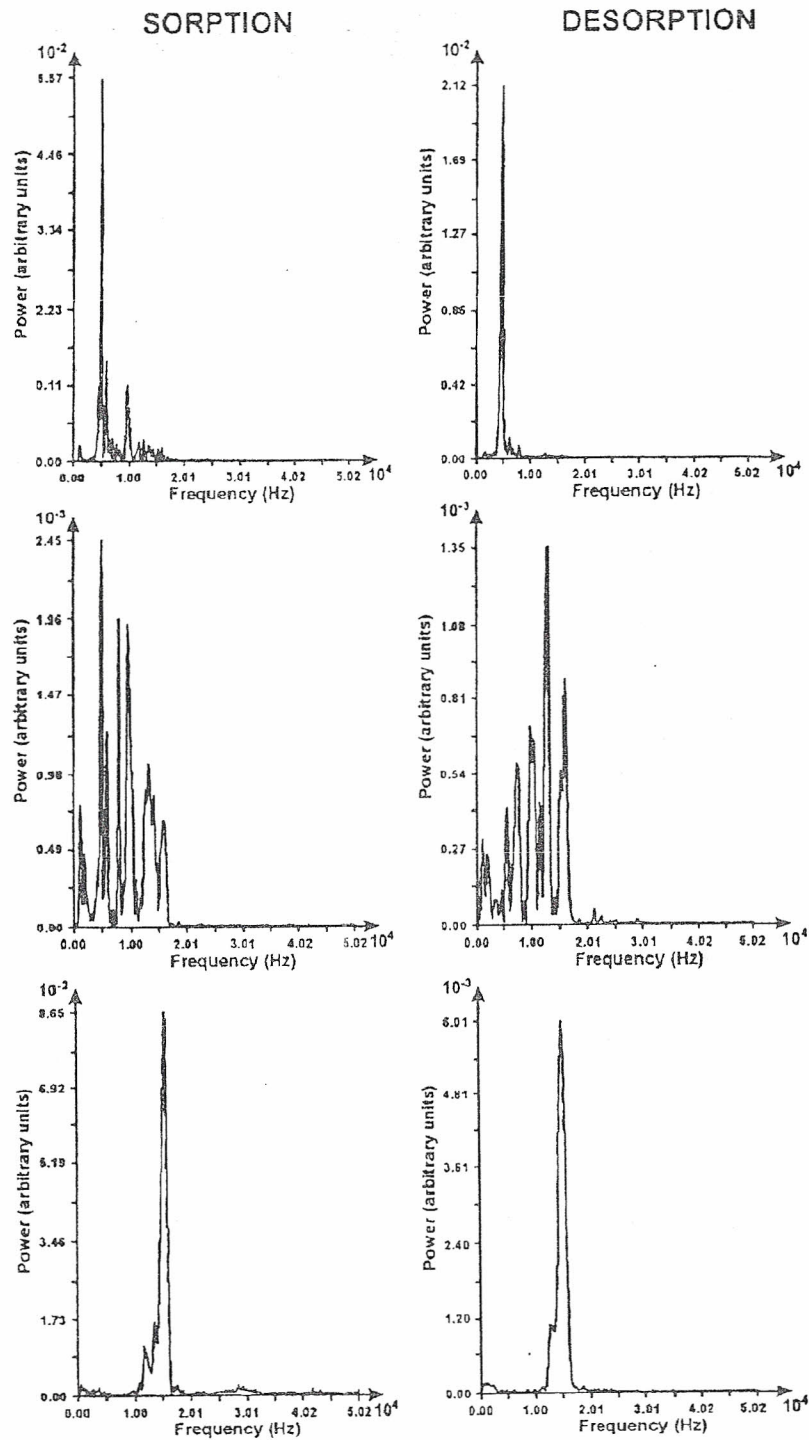 SORPTION
DESORPTION
10-2
5.57
4.46
3.14
2.23
0.11
0.00
Power (arbitrary units)
0.00 1.00 2.01 3.01 4.02 5.02 104
Frequency (Hz)
10-2
2.12
1.69
1.27
0.85
0.42
0.00
Power (arbitrary units)
0.00 1.00 2.01 3.01 4.02 5.02 104
Frequency (Hz)
10-3
2.45
1.96
1.47
0.98
0.49
0.00
Power (arbitrary units)
0.00 1.00 2.01 3.01 4.02 5.02 104
Frequency (Hz)
10-3
1.35
1.08
0.81
0.54
0.27
0.00
Power (arbitrary units)
0.00 1.00 2.01 3.01 4.02 5.02 104
Frequency (Hz)
10-2
8.65
6.92
5.19
3.46
1.73
0.00
Power (arbitrary units)
0.00 1.00 2.01 3.01 4.02 5.02 104
Frequency (Hz)
10-3
6.01
4.81
3.61
2.40
1.20
0.00
Power (arbitrary units)
0.00 1.00 2.01 3.01 4.02 5.02 104
Frequency (Hz)